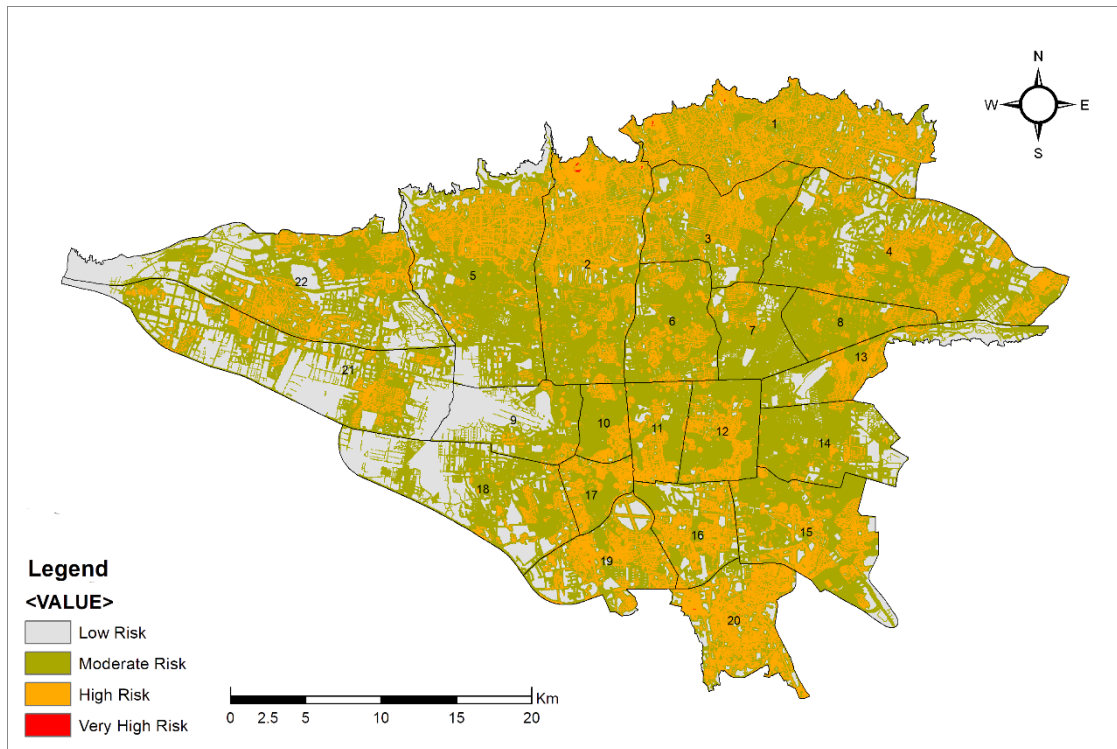 N
W E
S
1
2
3
4
5
6
7
8
9
10
11
12
13
14
15
16
17
18
19
20
21
22
Legend
<VALUE>
Low Risk
Moderate Risk
High Risk
Very High Risk
Km
0 2.5 5 10 15 20